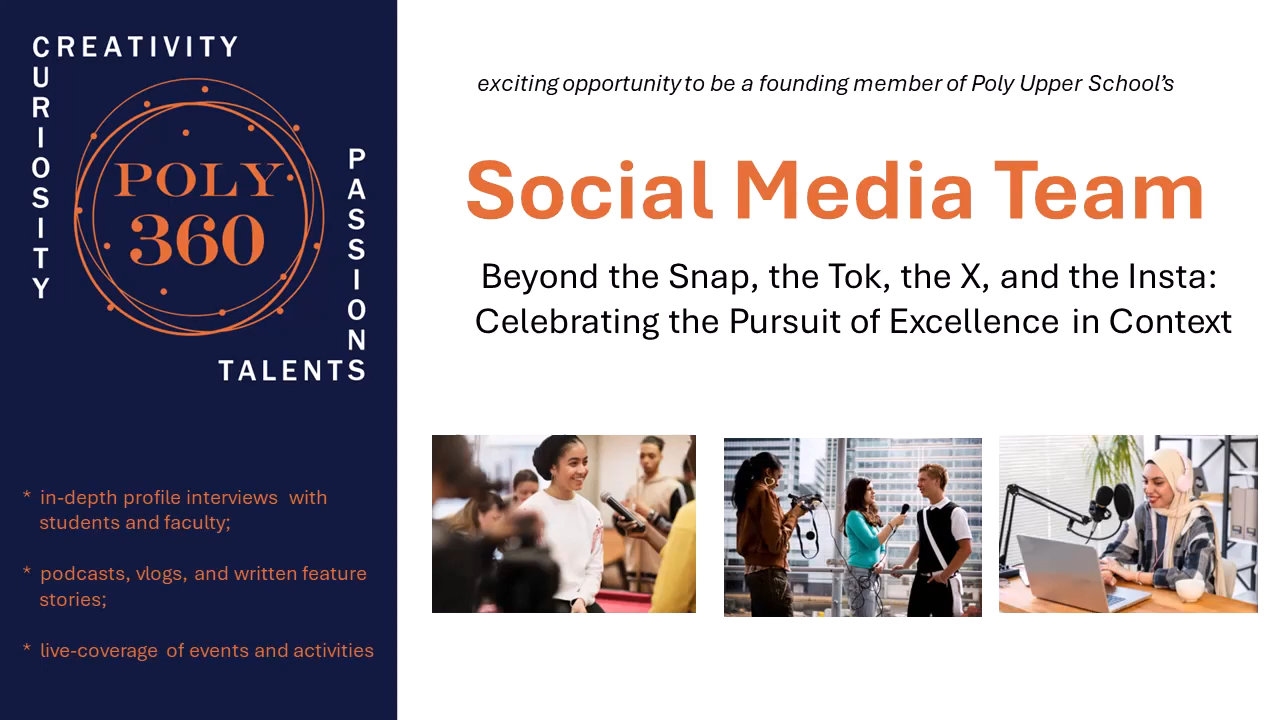 CREATIVITY
CURIOSITY
POLY
360
PASSIONS
TALENTS
* in-depth profile interviews with
students and faculty;
* podcasts, vlogs, and written feature
stories;
* live-coverage of events and activities
exciting opportunity to be a founding member of Poly Upper School's
Social Media Team
Beyond the Snap, the Tok, the X, and the Insta:
Celebrating the Pursuit of Excellence in Context